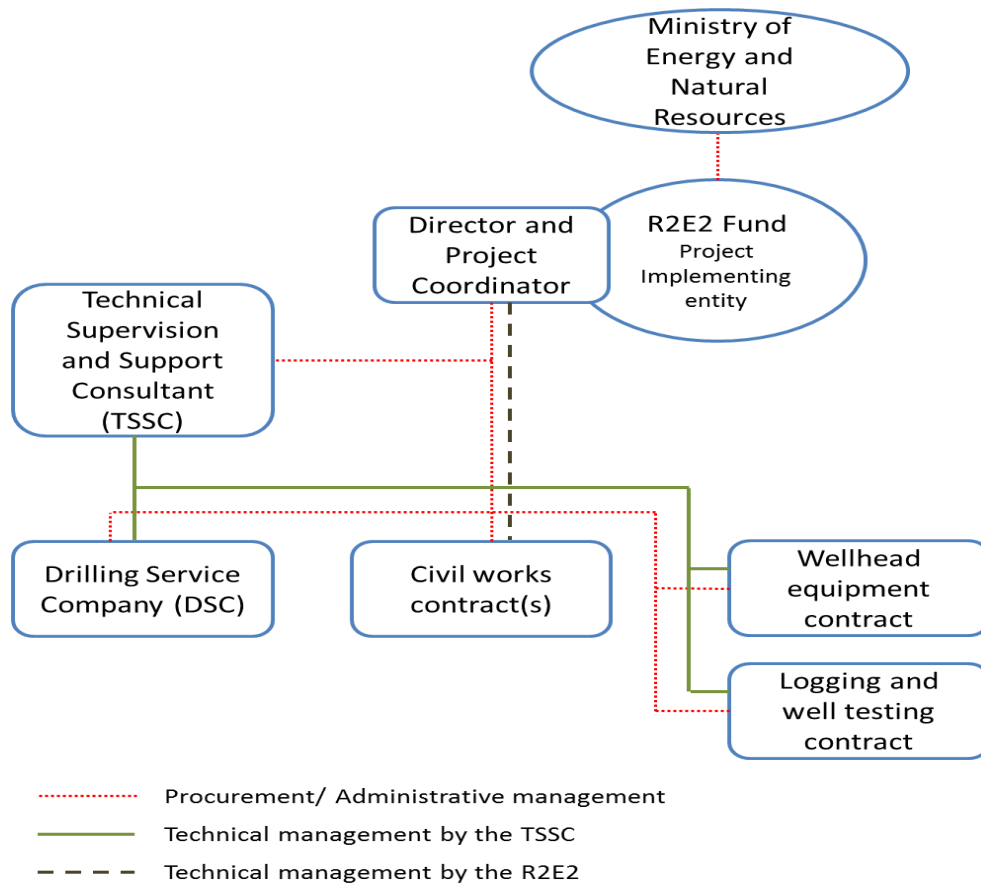 Ministry of
Energy and
Natural
Resources
Director and
Project
Coordinator
R2E2 Fund
Project
Implementing
entity
Technical
Supervision
and Support
Consultant
(TSSC)
Drilling Service
Company (DSC)
Civil works
contract(s)
Wellhead
equipment
contract
Logging and
well testing
contract
Procurement/ Administrative management
Technical management by the TSSC
Technical management by the R2E2